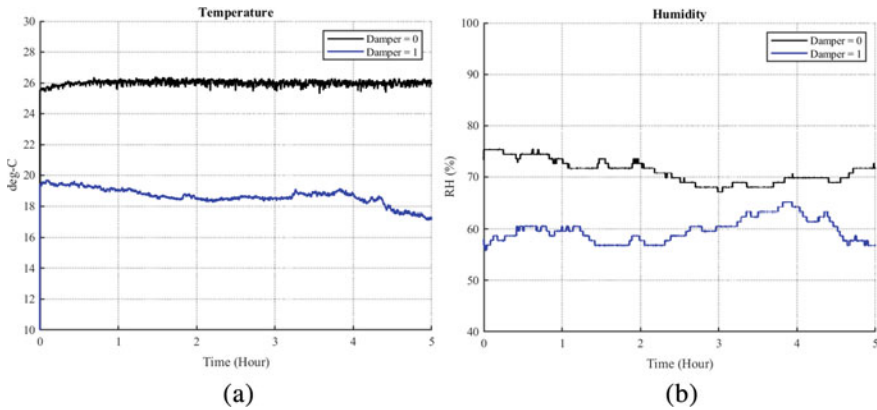 Temperature
30
28
26
24
22
20
18
16
14
12
10
deg-C
Damper = 0
Damper = 1
0 1 2 3 4 5
Time (Hour)
(a)
Humidity
100
90
80
70
60
50
40
RH (%)
Damper = 0
Damper = 1
0 1 2 3 4 5
Time (Hour)
(b)